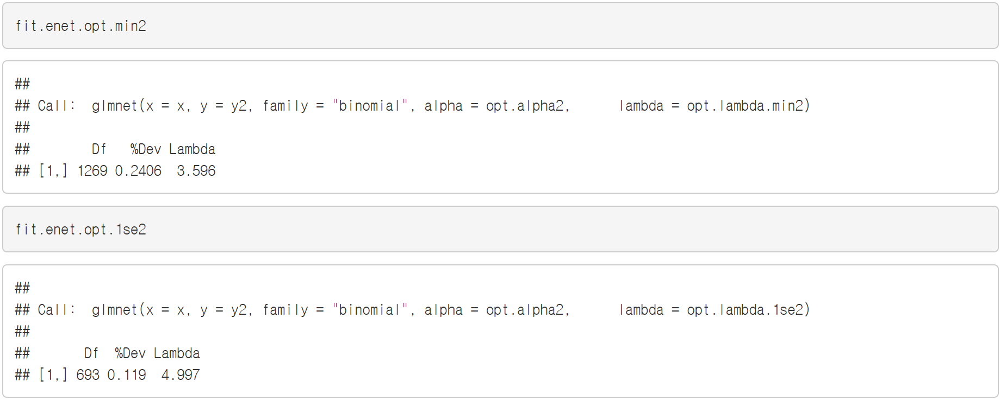 fit.enet.opt.min2
##
## Call:  glmnet(x = x, y = y2, family = "binomial", alpha = opt.alpha2,      lambda = opt.lambda.min2)
##
##        Df   %Dev Lambda
## [1,] 1269 0.2406  3.596
fit.enet.opt.1se2
##
## Call:  glmnet(x = x, y = y2, family = "binomial", alpha = opt.alpha2,      lambda = opt.lambda.1se2)
##
##       Df  %Dev Lambda
## [1,] 693 0.119  4.997